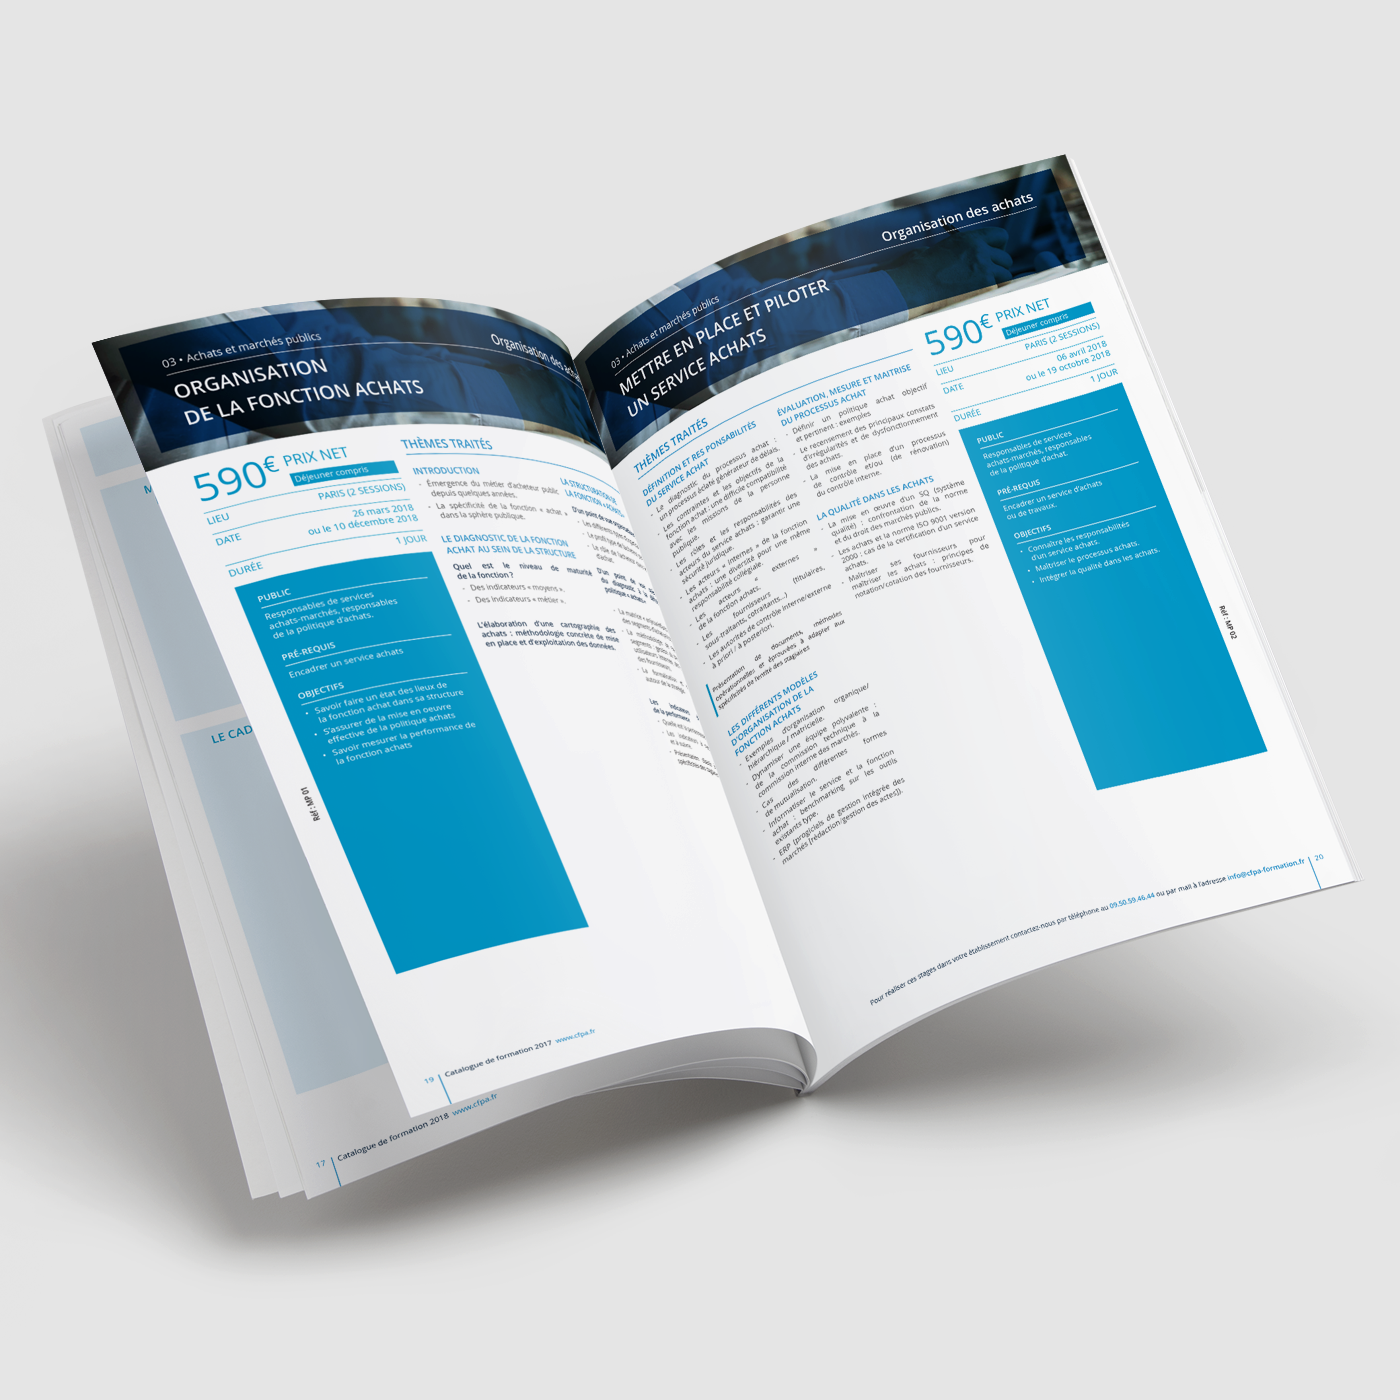 03 • Achats et marchés publics
Organisation des achats
ORGANISATION
DE LA FONCTION ACHATS
590€ PRIX NET
Déjeuner compris
LIEU
PARIS (2 SESSIONS)
DATE
26 mars 2018
ou le 10 décembre 2018
DURÉE
1 JOUR
PUBLIC
Responsables de services
achats-marchés, responsables
de la politique d'achats.
PRÉ-REQUIS
Encadrer un service achats
OBJECTIFS
• Savoir faire un état des lieux de
la fonction achat dans sa structure
• S'assurer de la mise en oeuvre
effective de la politique achats
• Savoir mesurer la performance de
la fonction achats
Réf : MP 01
THÈMES TRAITÉS
INTRODUCTION
- Émergence du métier d'acheteur public
depuis quelques années.
- La spécificité de la fonction « achat »
dans la sphère publique.
LE DIAGNOSTIC DE LA FONCTION
ACHAT AU SEIN DE LA STRUCTURE
Quel est le niveau de maturité
de la fonction ?
- Des indicateurs « moyens ».
- Des indicateurs « métier ».
L'élaboration d'une cartographie des
achats : méthodologie concrète de mise
en place et d'exploitation des données.
LA STRUCTURATION DE
LA FONCTION « ACHATS »
19
Catalogue de formation 2017 www.cfpa.fr
LE CAD
17
Catalogue de formation 2018 www.cfpa.fr
03 • Achats et marchés publics
Organisation des achats
METTRE EN PLACE ET PILOTER
UN SERVICE ACHATS
THÈMES TRAITÉS
DÉFINITION ET RESPONSABILITÉS
DU SERVICE ACHAT
- Le diagnostic du processus achat :
un processus éclaté générateur de délais.
- Les contraintes et les objectifs de la
fonction achat : une difficile compatibilité
avec les missions de la personne
publique.
- Les rôles et les responsabilités des
acteurs du service achats : garantir une
sécurité juridique.
- Les acteurs « internes » de la fonction
achats : une diversité pour une même
responsabilité collégiale.
- Les acteurs « externes »
de la fonction achats.
- Les fournisseurs (titulaires,
sous-traitants, cotraitants...)
- Les autorités de contrôle interne/externe
à priori / à posteriori.
Présentation de documents, méthodes
opérationnelles et éprouvées à adapter aux
spécificités de l'entité des stagiaires
LES DIFFÉRENTS MODÈLES
D'ORGANISATION DE LA
FONCTION ACHATS
- Exemples d'organisation organique/
hiérarchique / matricielle.
- Dynamiser une équipe polyvalente :
de la commission technique à la
commission interne des marchés.
- Cas des différentes formes
de mutualisation.
- Informatiser le service et la fonction
achat : benchmarking sur les outils
existants type.
- ERP (progiciels de gestion intégrée des
marchés [rédaction/gestion des actes]).
ÉVALUATION, MESURE ET MAITRISE
DU PROCESSUS ACHAT
- Définir un politique achat objectif
et pertinent : exemples
- Le recensement des principaux constats
d'irrégularités et de dysfonctionnement
des achats.
- La mise en place d'un processus
de contrôle et/ou (de rénovation)
du contrôle interne.
LA QUALITÉ DANS LES ACHATS
- La mise en œuvre d'un SQ (système
qualité) : confrontation de la norme
et du droit des marchés publics.
- Les achats et la norme ISO 9001 version
2000 : cas de la certification d'un service
achats.
- Maîtriser ses fournisseurs pour
maîtriser les achats : principes de
notation/cotation des fournisseurs.
590€ PRIX NET
Déjeuner compris
LIEU
PARIS (2 SESSIONS)
DATE
06 avril 2018
ou le 19 octobre 2018
DURÉE
1 JOUR
PUBLIC
Responsables de services
achats-marchés, responsables
de la politique d'achat.
PRÉ-REQUIS
Encadrer un service d'achats
ou de travaux.
OBJECTIFS
• Connaître les responsabilités
d'un service achats.
• Maîtriser le processus achats.
• Intégrer la qualité dans les achats.
Réf : MP 02
Pour réaliser ces stages dans votre établissement contactez-nous par téléphone au 09.50.59.46.44 ou par mail à l'adresse info@cfpa-formation.fr
20